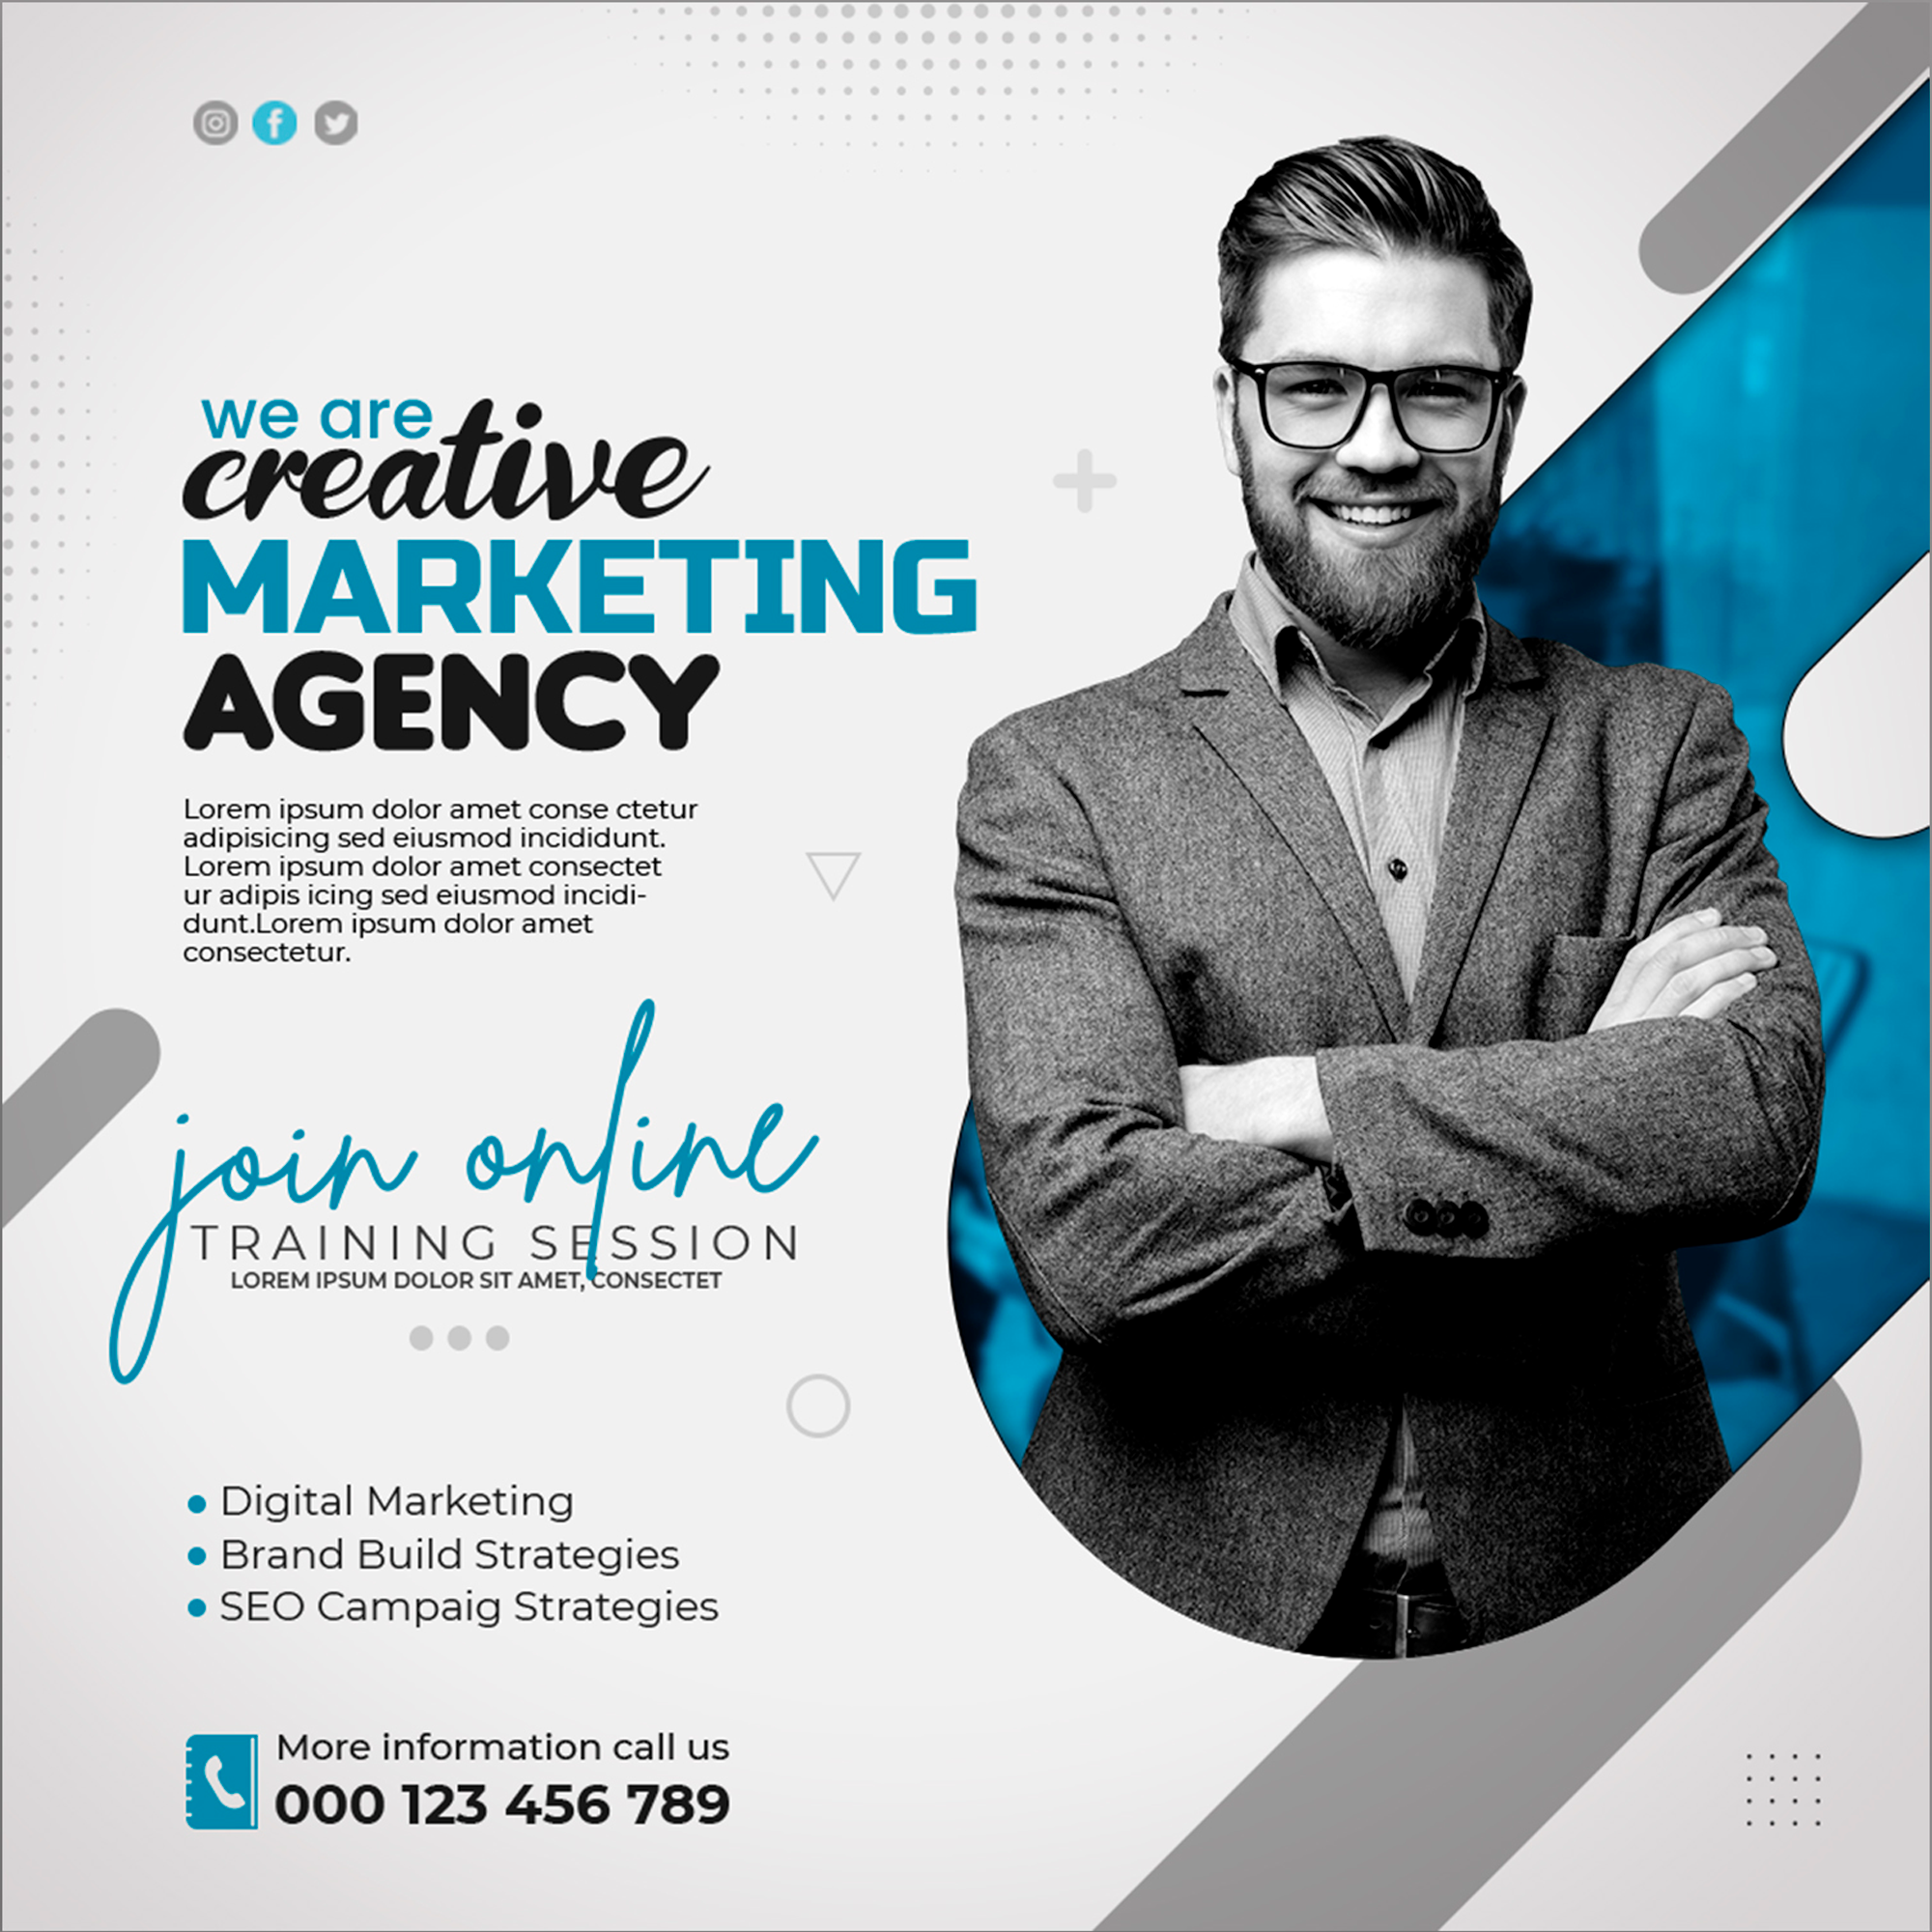 we are
creative
MARKETING
AGENCY
Lorem ipsum dolor amet conse ctetur
adipisicing sed eiusmod incididunt.
Lorem ipsum dolor amet consectet
ur adipis icing sed eiusmod incidi-
dunt.Lorem ipsum dolor amet
consectetur.
join online
TRAINING SESSION
LOREM IPSUM DOLOR SIT AMET, CONSECTET
Digital Marketing
Brand Build Strategies
SEO Campaig Strategies
More information call us
000 123 456 789